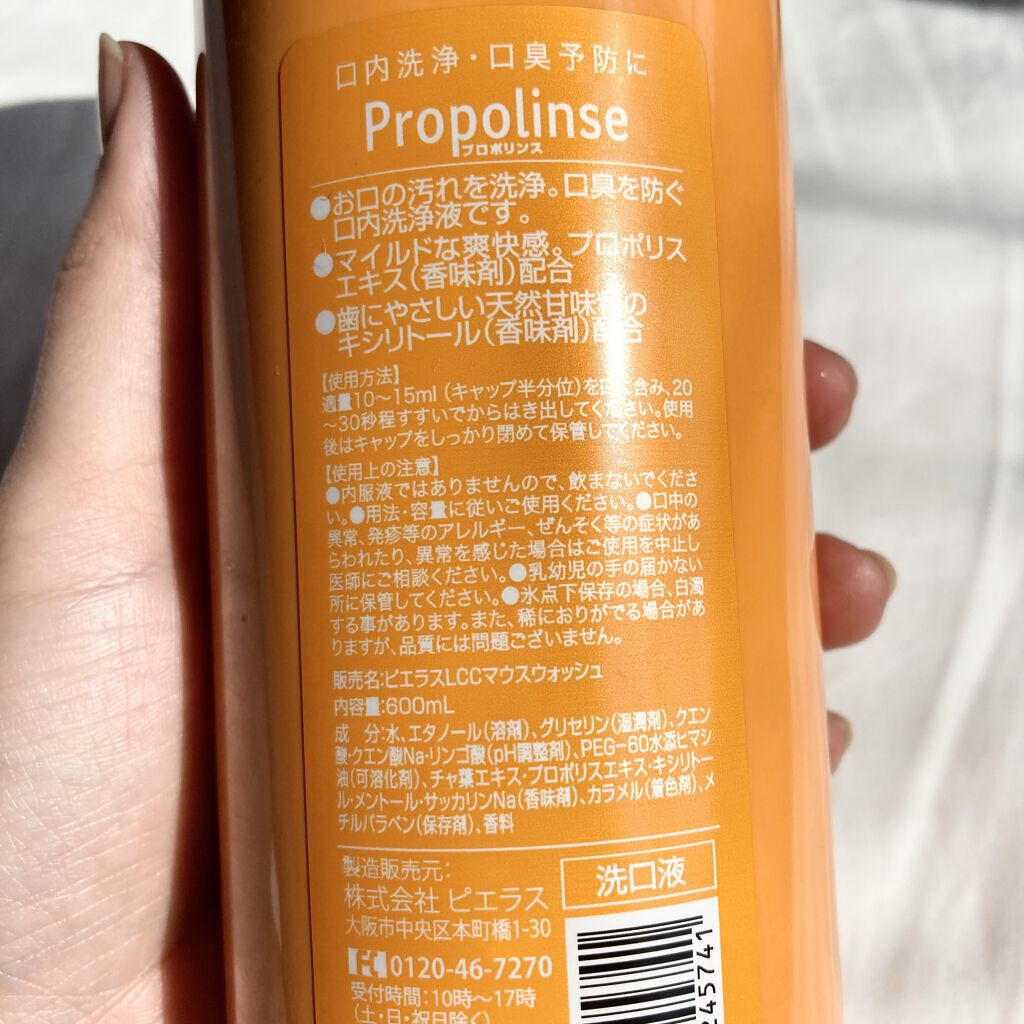 口内洗浄・口臭予防に
Propolinse
プロポリンス
●お口の汚れを洗浄。口臭を防ぐ
口内洗浄液です。
●マイルドな爽快感。プロポリス
エキス(香味剤)配合
●歯にやさしい天然甘味料の
キシリトール(香味剤)配合
【使用方法】
適量10〜15ml(キャップ半分位)を口に含み、20
〜30秒程すすいでからはき出してください。使用
後はキャップをしっかり閉めて保管してください。
【使用上の注意】
●内服液ではありませんので、飲まないでくださ
い。●用法・容量に従いご使用ください。●口中の
異常、発疹等のアレルギー、ぜんそく等の症状があ
らわれたり、異常を感じた場合はご使用を中止し
医師にご相談ください。●乳幼児の手の届かない
所に保管してください。●氷点下保存の場合、白濁
する事があります。また、稀におりがでる場合があ
りますが、品質には問題ございません。
販売名:ピエラスLCCマウスウォッシュ
内容量:600mL
成 分:水、エタノール(溶剤)、グリセリン(湿潤剤)、クエン
酸・クエン酸Na・リンゴ酸(pH調整剤)、PEG-60水添ヒマシ
油(可溶化剤)、チャ葉エキス・プロポリスエキス・キシリトー
ル・メントール・サッカリンNa(香味剤)、カラメル(着色剤)、メ
チルパラベン(保存剤)、香料
製造販売元:
株式会社 ピエラス
大阪市中央区本町橋1-30
0120-46-7270
受付時間:10時〜17時
(土・日・祝日除く)
洗口液
245741